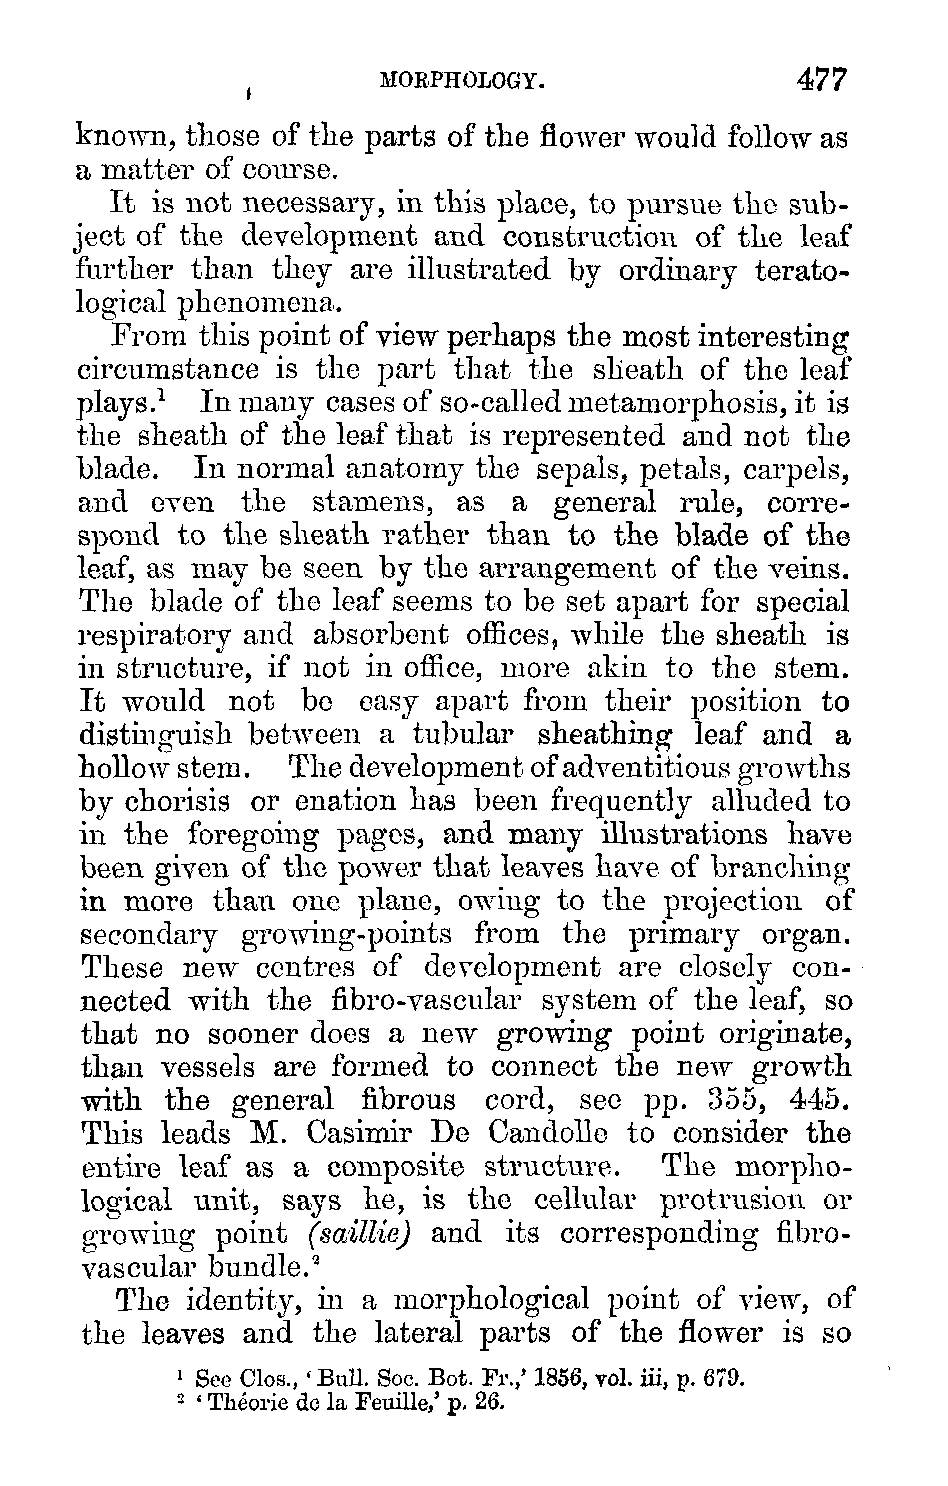 MORPHOLOGY. 477
known, those of the parts of the flower would follow as
a matter of course.
It is not necessary, in this place, to pursue the sub-
ject of the development and construction of the leaf
further than they are illustrated by ordinary terato-
logical phenomena.
From this point of view perhaps the most interesting
circumstance is the part that the sheath of the leaf
plays.¹ In many cases of so-called metamorphosis, it is
the sheath of the leaf that is represented and not the
blade. In normal anatomy the sepals, petals, carpels,
and even the stamens, as a general rule, corre-
spond to the sheath rather than to the blade of the
leaf, as may be seen by the arrangement of the veins.
The blade of the leaf seems to be set apart for special
respiratory and absorbent offices, while the sheath is
in structure, if not in office, more akin to the stem.
It would not be easy apart from their position to
distinguish between a tubular sheathing leaf and a
hollow stem. The development of adventitious growths
by chorisis or enation has been frequently alluded to
in the foregoing pages, and many illustrations have
been given of the power that leaves have of branching
in more than one plane, owing to the projection of
secondary growing-points from the primary organ.
These new centres of development are closely con-
nected with the fibro-vascular system of the leaf, so
that no sooner does a new growing point originate,
than vessels are formed to connect the new growth
with the general fibrous cord, see pp. 355, 445.
This leads M. Casimir De Candolle to consider the
entire leaf as a composite structure. The morpho-
logical unit, says he, is the cellular protrusion or
growing point (saillie) and its corresponding fibro-
vascular bundle.²
The identity, in a morphological point of view, of
the leaves and the lateral parts of the flower is so
¹ See Clos., ‘Bull. Soc. Bot. Fr.,’ 1856, vol. iii, p. 679.
² ‘Théorie de la Feuille,’ p. 26.